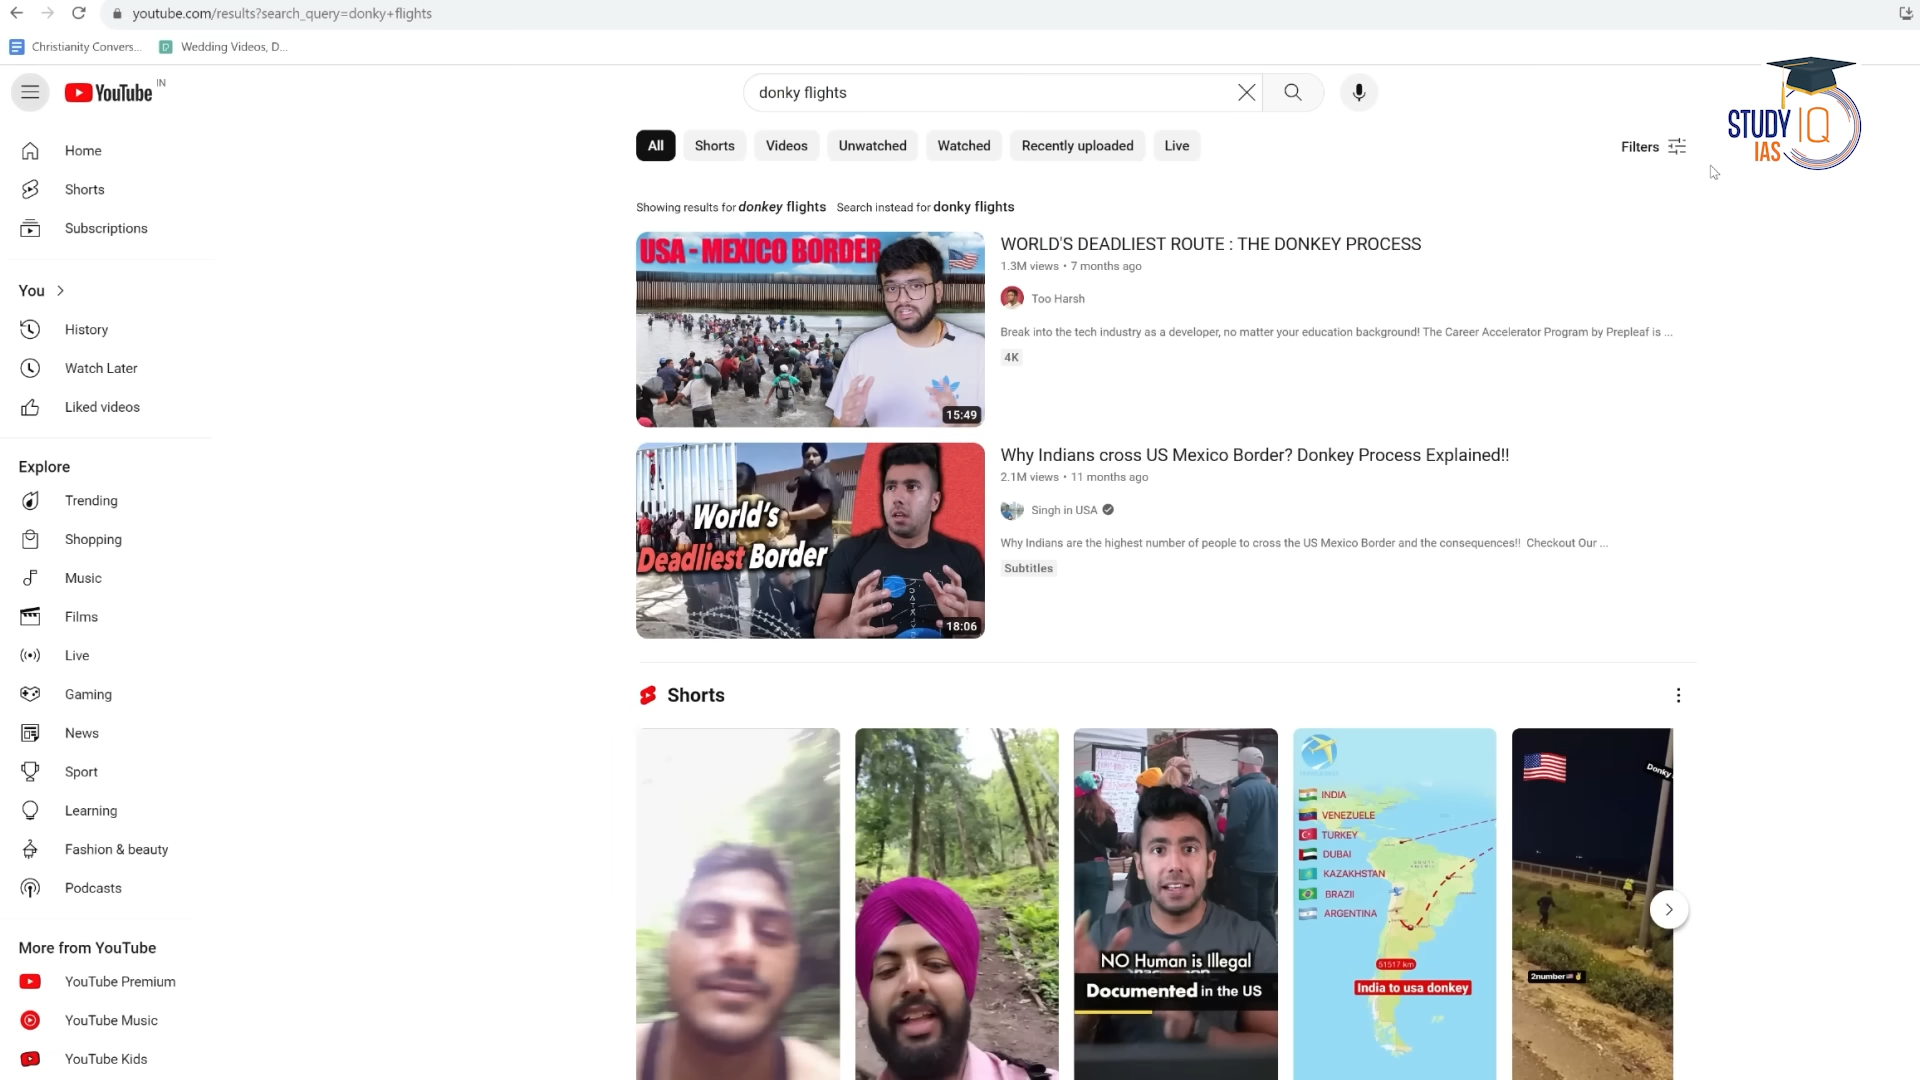 youtube.com/results?search_query=donky+flights
Christianity Convers...
Wedding Videos, D...
YouTube IN
donky flights
STUDY IQ
IAS
All
Shorts
Videos
Unwatched
Watched
Recently uploaded
Live
Filters
Home
Shorts
Subscriptions
You
History
Watch Later
Liked videos
Explore
Trending
Shopping
Music
Films
Live
Gaming
News
Sport
Learning
Fashion & beauty
Podcasts
More from YouTube
YouTube Premium
YouTube Music
YouTube Kids
Showing results for donkey flights Search instead for donky flights
USA - MEXICO BORDER
15:49
WORLD'S DEADLIEST ROUTE : THE DONKEY PROCESS
1.3M views • 7 months ago
Too Harsh
Break into the tech industry as a developer, no matter your education background! The Career Accelerator Program by Prepleaf is ...
4K
World's
Deadliest Border
18:06
Why Indians cross US Mexico Border? Donkey Process Explained!!
2.1M views • 11 months ago
Singh in USA
Why Indians are the highest number of people to cross the US Mexico Border and the consequences!! Checkout Our ...
Subtitles
Shorts
NO Human is Illegal
Documented in the US
INDIA
VENEZUELE
TURKEY
DUBAI
KAZAKHSTAN
BRAZIl
ARGENTINA
51517 km
India to usa donkey
Donky
2number